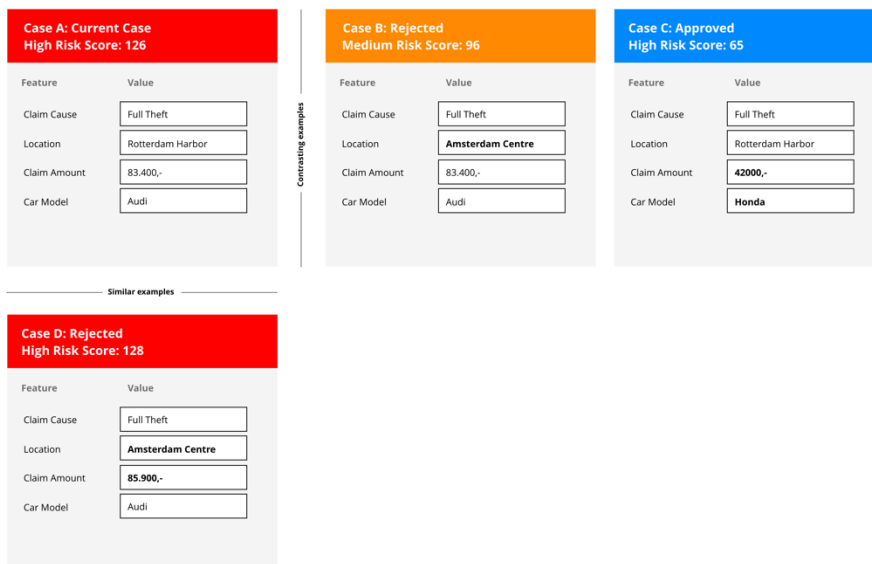 Case A: Current Case
High Risk Score: 126
Feature Value
Claim Cause Full Theft
Location Rotterdam Harbor
Claim Amount 83.400,-
Car Model Audi
Contrasting examples
Case B: Rejected
Medium Risk Score: 96
Feature Value
Claim Cause Full Theft
Location Amsterdam Centre
Claim Amount 83.400,-
Car Model Audi
Case C: Approved
High Risk Score: 65
Feature Value
Claim Cause Full Theft
Location Rotterdam Harbor
Claim Amount 42000,-
Car Model Honda
Similar examples
Case D: Rejected
High Risk Score: 128
Feature Value
Claim Cause Full Theft
Location Amsterdam Centre
Claim Amount 85.900,-
Car Model Audi